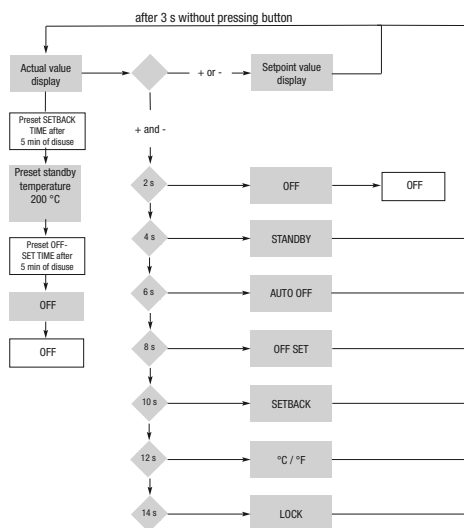 after 3 s without pressing button
Actual value
display
+ or -
Setpoint value
display
Preset SETBACK
TIME after
5 min of disuse
+ and -
Preset standby
temperature
200 °C
2 s
OFF
OFF
Preset OFF-
SET TIME after
5 min of disuse
4 s
STANDBY
OFF
6 s
AUTO OFF
OFF
8 s
OFF SET
10 s
SETBACK
12 s
°C / °F
14 s
LOCK